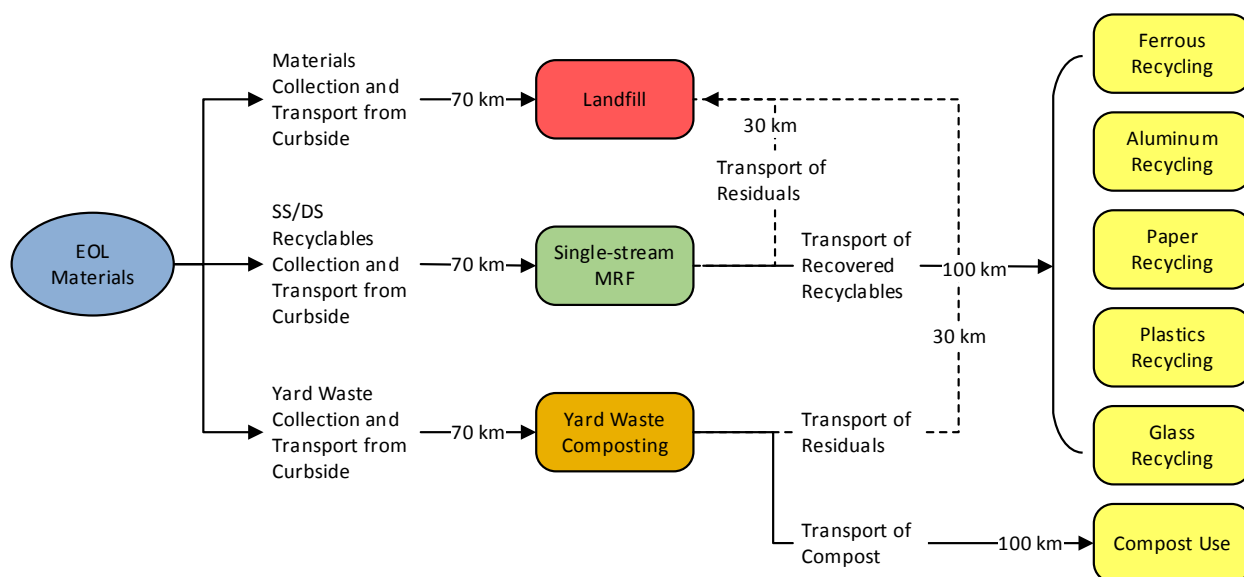 EOL
Materials
Materials
Collection and
Transport from
Curbside
70 km
Landfill
30 km
Transport of
Residuals
SS/DS
Recyclables
Collection and
Transport from
Curbside
70 km
Single-stream
MRF
Transport of
Recovered
Recyclables
100 km
30 km
Yard Waste
Collection and
Transport from
Curbside
70 km
Yard Waste
Composting
Transport of
Residuals
Transport of
Compost
100 km
Ferrous
Recycling
Aluminum
Recycling
Paper
Recycling
Plastics
Recycling
Glass
Recycling
Compost Use